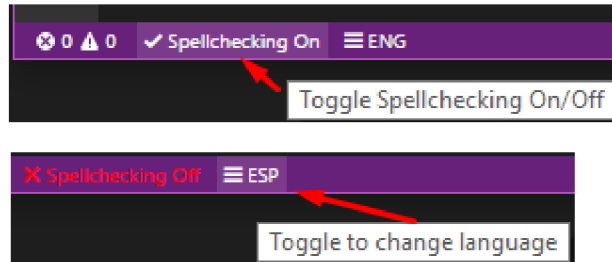 0 0 Spellchecking On ENG
Toggle Spellchecking On/Off
Spellchecking Off ESP
Toggle to change language